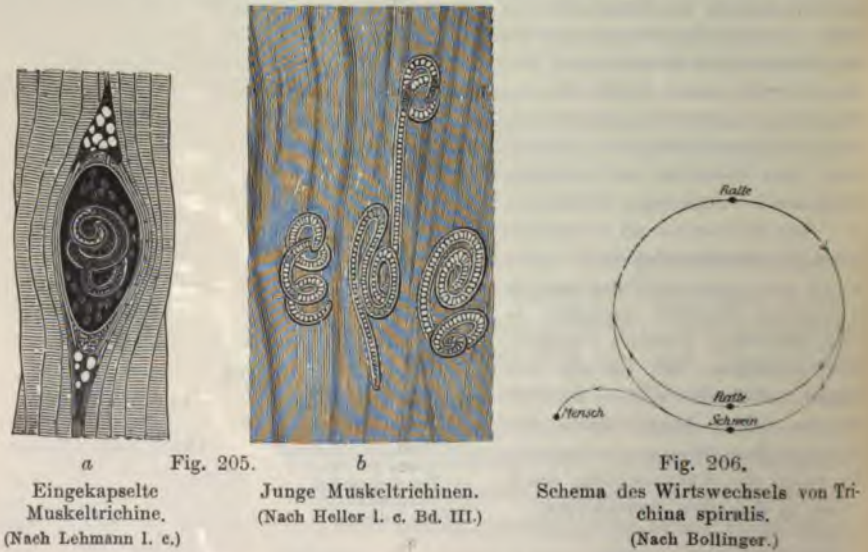 a Fig. 205. b
Eingekapselte
Muskeltrichine.
(Nach Lehmann l. c.)
Junge Muskeltrichinen.
(Nach Heller l. c. Bd. III.)
Ratte
Ratte
Schwein
Mensch
Fig. 206.
Schema des Wirtswechsels von Tri-
china spiralis.
(Nach Bollinger.)